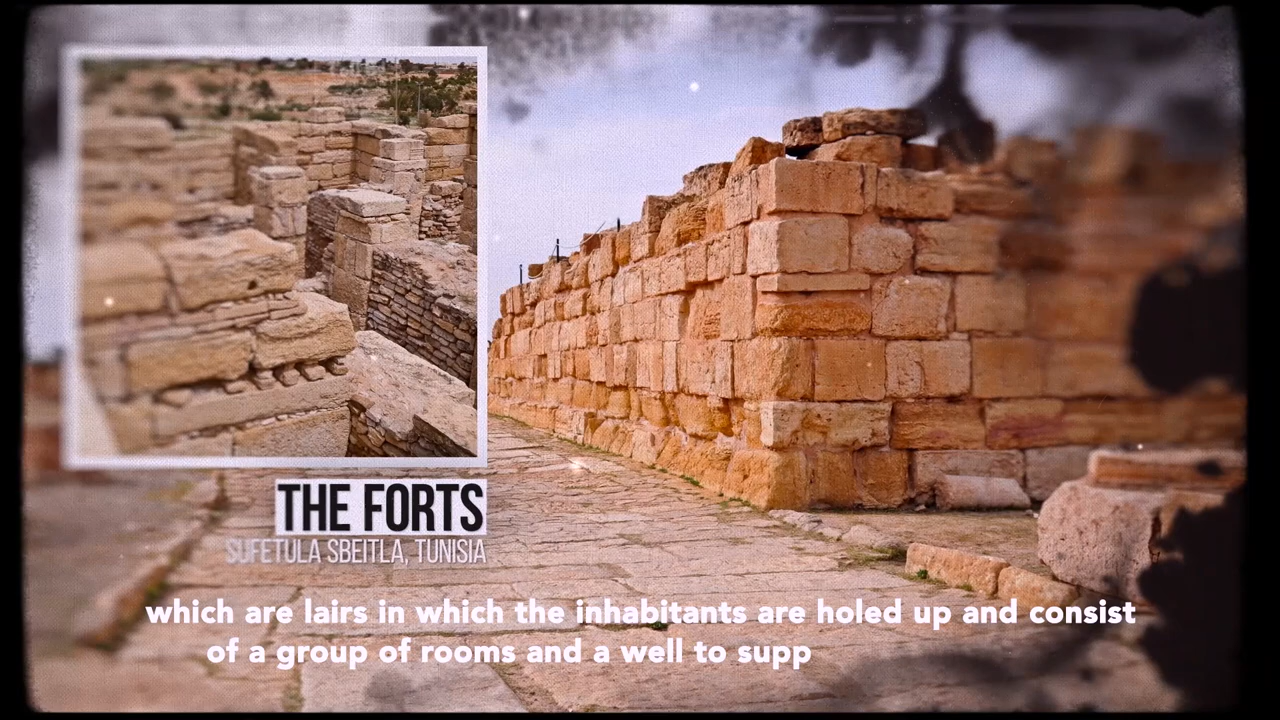 THE FORTS
SUFETULA SBEITLA, TUNISIA
which are lairs in which the inhabitants are holed up and consist
of a group of rooms and a well to supp